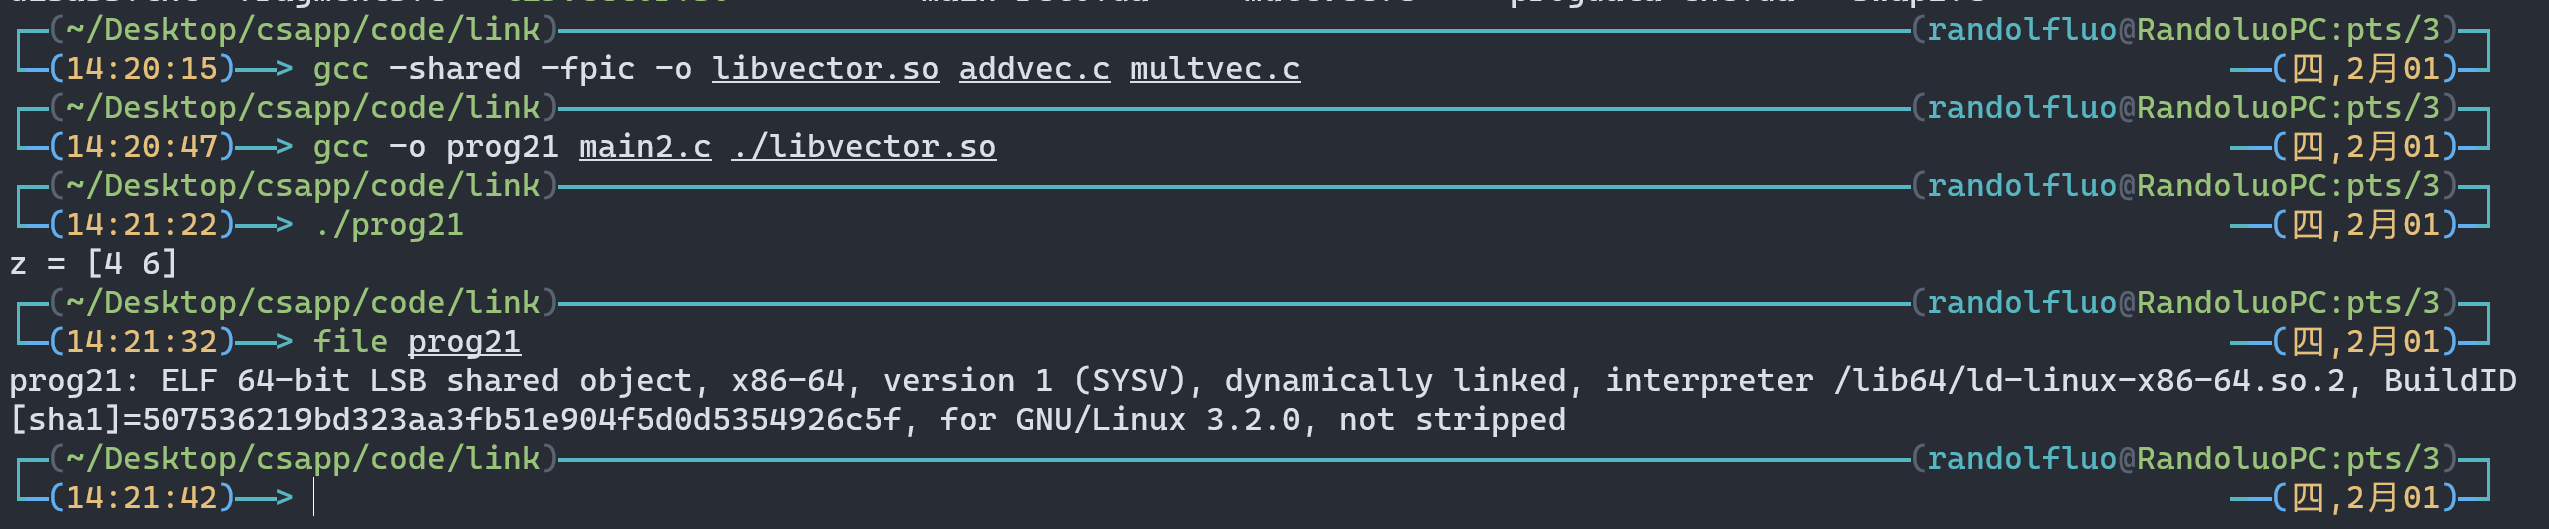 (~/Desktop/csapp/code/link) (randolfluo@RandoluoPC:pts/3)
(14:20:15)—> gcc -shared -fpic -o libvector.so addvec.c multvec.c —(四,2月01)
(~/Desktop/csapp/code/link) (randolfluo@RandoluoPC:pts/3)
(14:20:47)—> gcc -o prog21 main2.c ./libvector.so —(四,2月01)
(~/Desktop/csapp/code/link) (randolfluo@RandoluoPC:pts/3)
(14:21:22)—> ./prog21 —(四,2月01)
z = [4 6]
(~/Desktop/csapp/code/link) (randolfluo@RandoluoPC:pts/3)
(14:21:32)—> file prog21 —(四,2月01)
prog21: ELF 64-bit LSB shared object, x86-64, version 1 (SYSV), dynamically linked, interpreter /lib64/ld-linux-x86-64.so.2, BuildID
[sha1]=507536219bd323aa3fb51e904f5d0d5354926c5f, for GNU/Linux 3.2.0, not stripped
(~/Desktop/csapp/code/link) (randolfluo@RandoluoPC:pts/3)
(14:21:42)—> —(四,2月01)